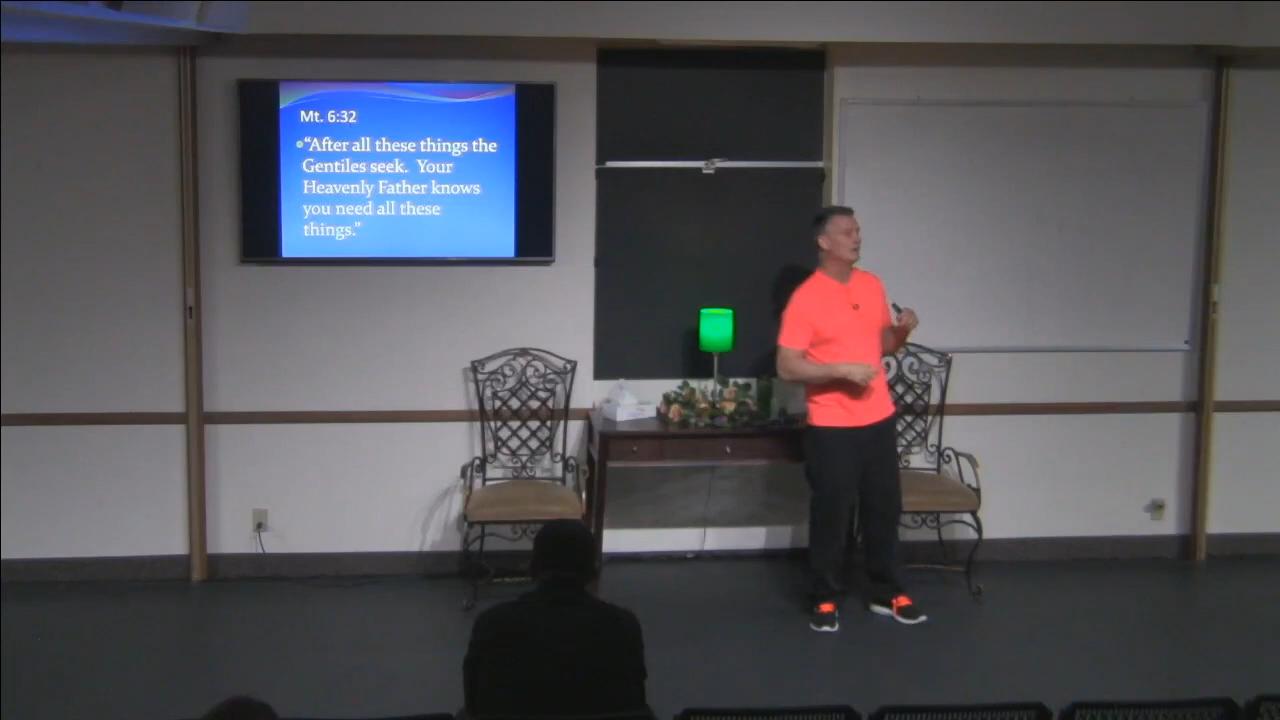 Mt. 6:32
“After all these things the
Gentiles seek.  Your
Heavenly Father knows
you need all these
things.”